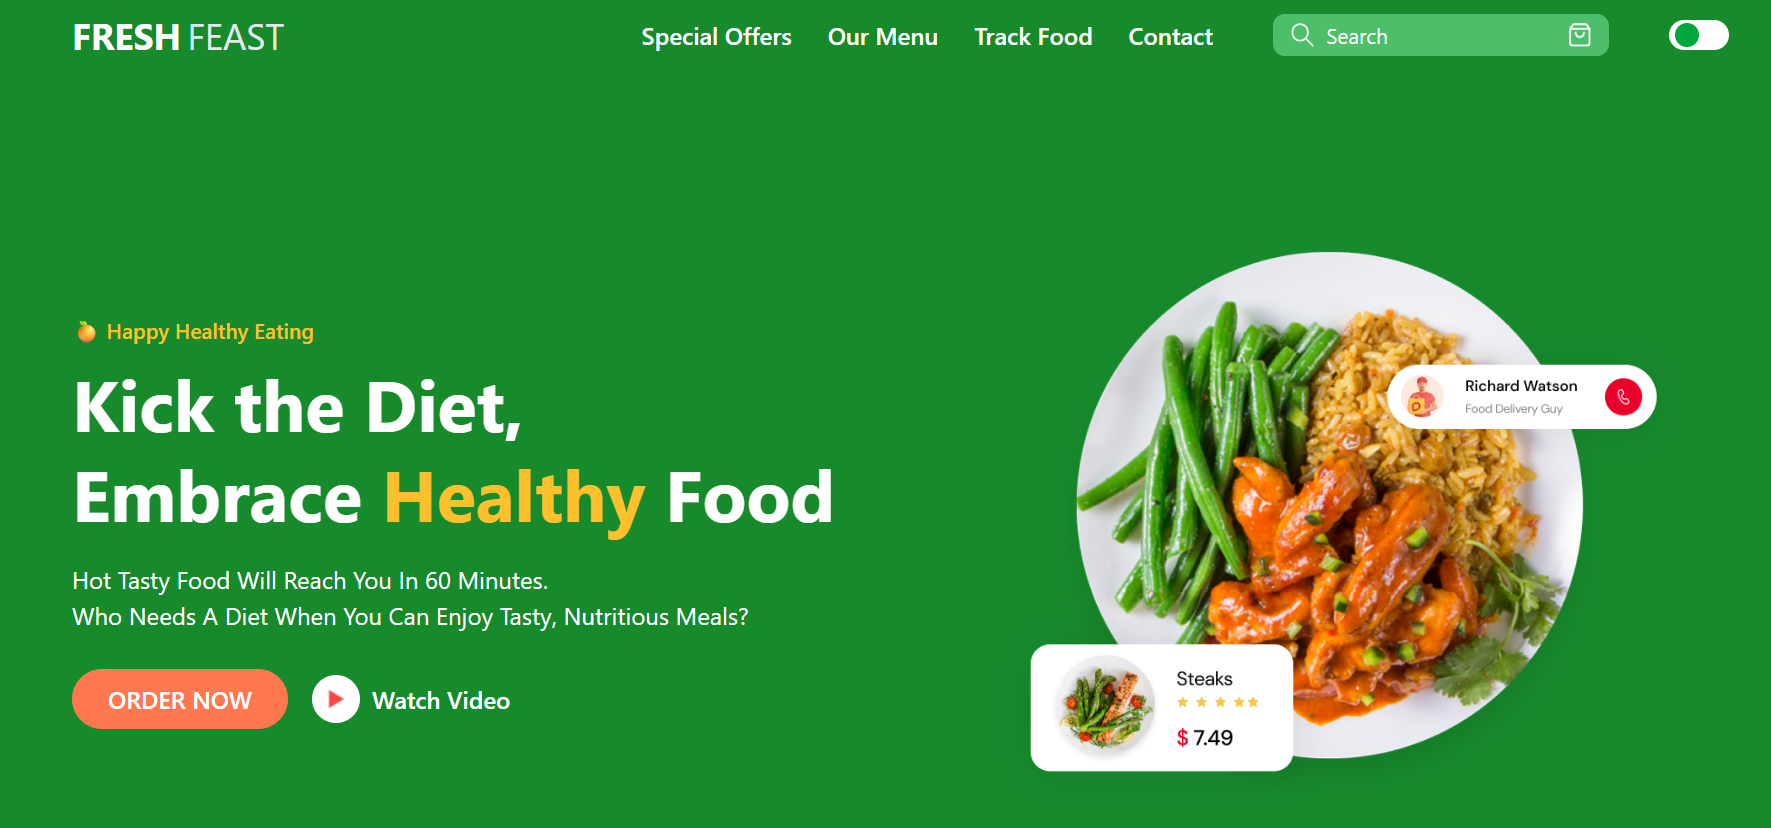 FRESH FEAST
Special Offers
Our Menu
Track Food
Contact
Search
Happy Healthy Eating
Kick the Diet,
Embrace Healthy Food
Hot Tasty Food Will Reach You In 60 Minutes.
Who Needs A Diet When You Can Enjoy Tasty, Nutritious Meals?
ORDER NOW
Watch Video
Richard Watson
Food Delivery Guy
D
Steaks
$ 7.49